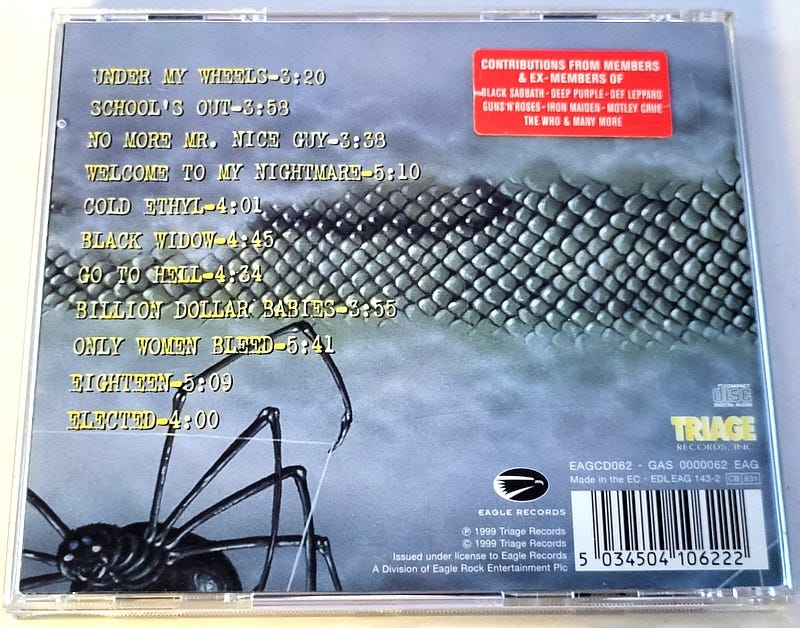 UNDER MY WHEELS-3:20
SCHOOL'S OUT-3:58
NO MORE MR. NICE GUY-3:38
WELCOME TO MY NIGHTMARE-5:10
COLD ETHYL-4:01
BLACK WIDOW-4:45
GO TO HELL-4:34
BILLION DOLLAR BABIES-3:55
ONLY WOMEN BLEED-5:41
EIGHTEEN-5:09
ELECTED-4:00
CONTRIBUTIONS FROM MEMBERS
& EX-MEMBERS OF
BLACK SABBATH - DEEP PURPLE - DEF LEPPARD
GUNS'N'ROSES - IRON MAIDEN - MOTLEY CRUE
THE WHO & MANY MORE
COMPACT
disc
DIGITAL AUDIO
TRIAGE
RECORDS, INC.
EAGCD062 · GAS 0000062 EAG
Made in the EC · EDL EAG 143-2 CB 831
EAGLE RECORDS
℗ 1999 Triage Records
© 1999 Triage Records
Issued under license to Eagle Records
A Division of Eagle Rock Entertainment Plc
5 034504 106222